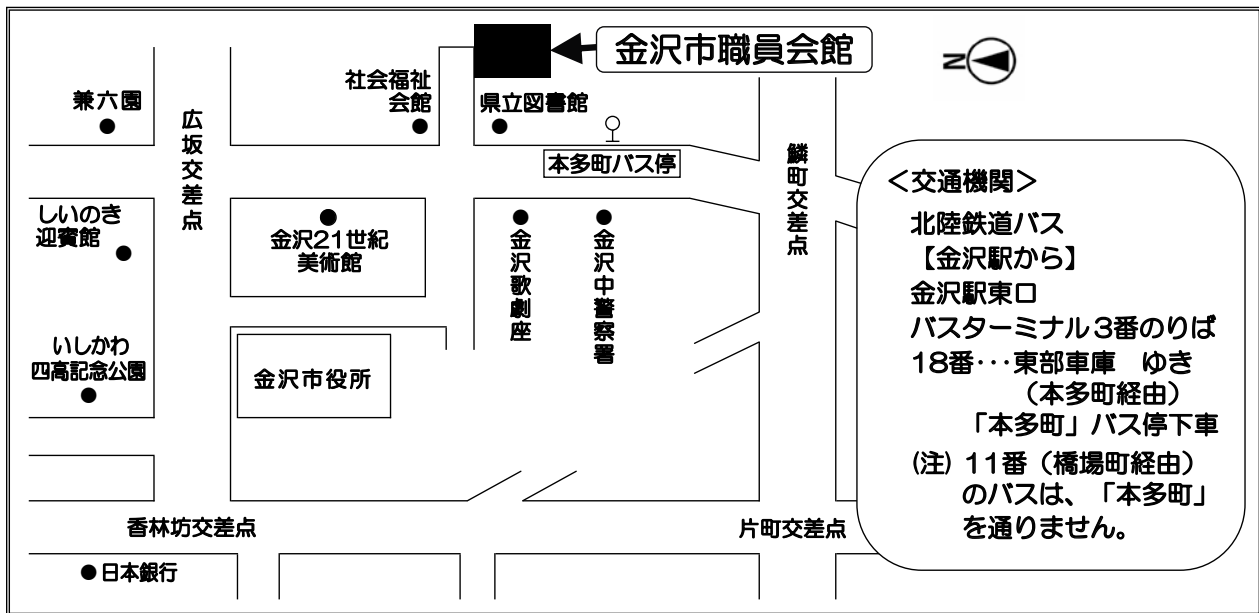 金沢市職員会館
N
兼六園
広坂交差点
社会福祉
会館
県立図書館
本多町バス停
鱗町交差点
しいのき
迎賓館
金沢21世紀
美術館
金沢歌劇座
金沢中警察署
いしかわ
四高記念公園
金沢市役所
香林坊交差点
片町交差点
日本銀行
＜交通機関＞
北陸鉄道バス
【金沢駅から】
金沢駅東口
バスターミナル3番のりば
18番･･･東部車庫　ゆき
（本多町経由）
「本多町」バス停下車
(注) 11番（橋場町経由）
のバスは、「本多町」
を通りません。